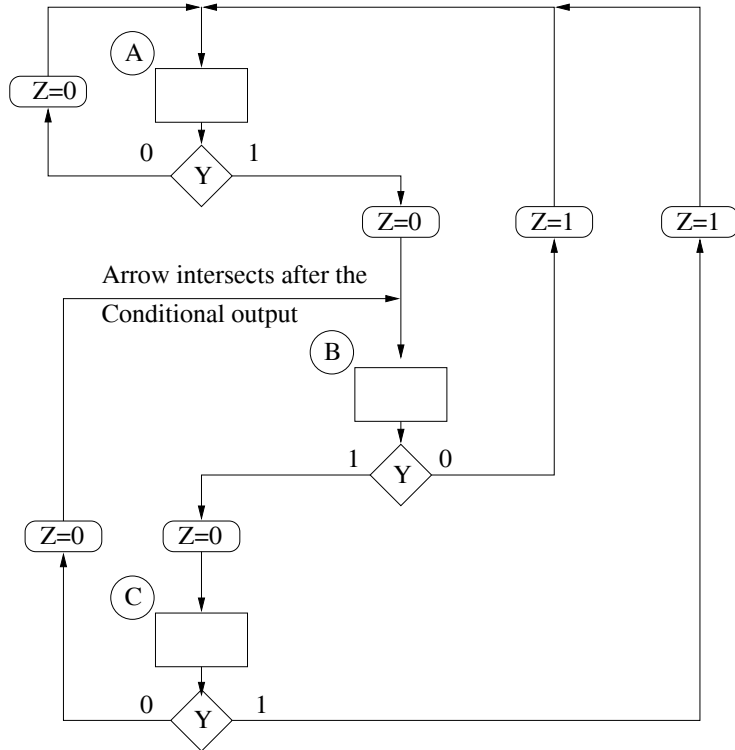 A
Z=0
0
1
Y
Z=0
Z=1
Z=1
Arrow intersects after the
Conditional output
B
1
0
Y
Z=0
Z=0
C
0
1
Y